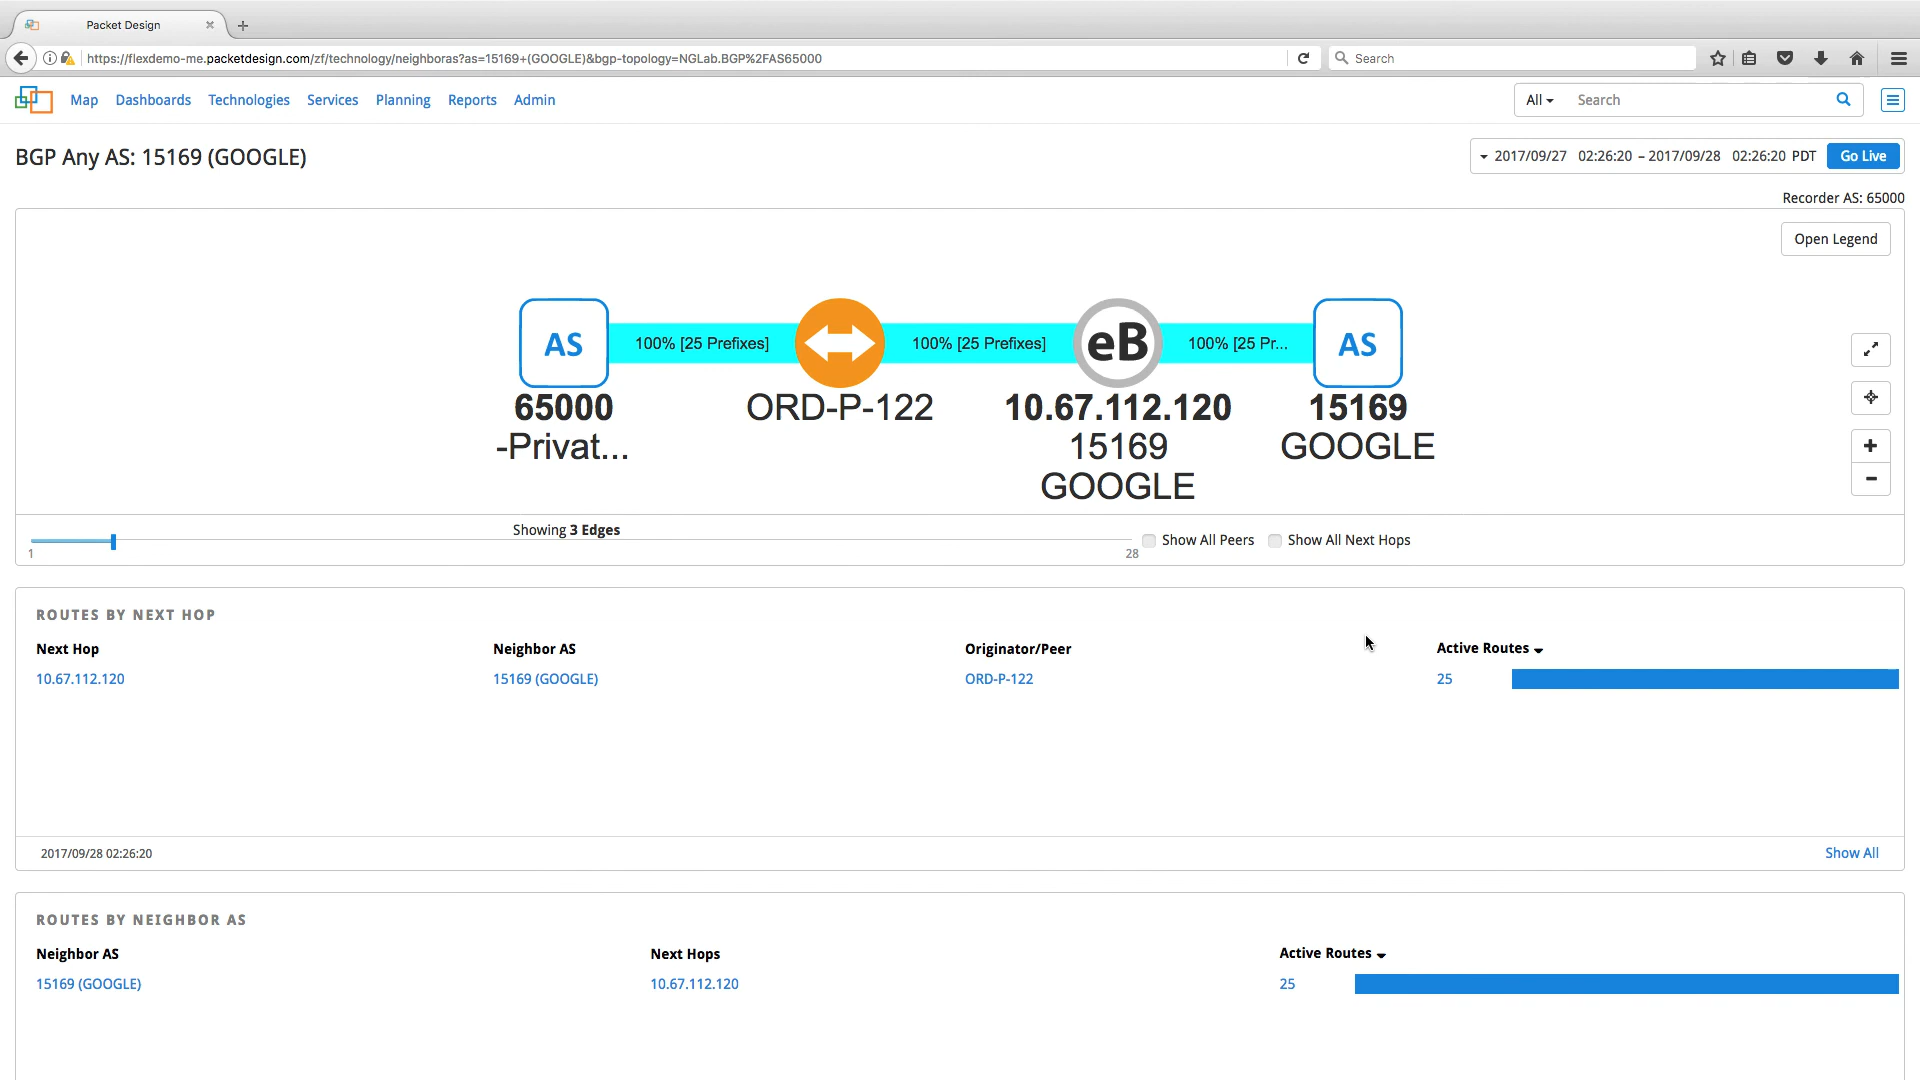 Packet Design
https://flexdemo-me.packetdesign.com/zf/technology/neighboras?as=15169+(GOOGLE)&bgp-topology=NGLab.BGP%2FAS65000
Search
Map Dashboards Technologies Services Planning Reports Admin
All Search
BGP Any AS: 15169 (GOOGLE)
2017/09/27 02:26:20 – 2017/09/28 02:26:20 PDT Go Live
Recorder AS: 65000
Open Legend
AS 100% [25 Prefixes] 100% [25 Prefixes] eB 100% [25 Pr... AS
65000 ORD-P-122 10.67.112.120 15169
-Privat... 15169 GOOGLE
GOOGLE
Showing 3 Edges
1 28 Show All Peers Show All Next Hops
ROUTES BY NEXT HOP
Next Hop Neighbor AS Originator/Peer Active Routes
10.67.112.120 15169 (GOOGLE) ORD-P-122 25
2017/09/28 02:26:20 Show All
ROUTES BY NEIGHBOR AS
Neighbor AS Next Hops Active Routes
15169 (GOOGLE) 10.67.112.120 25